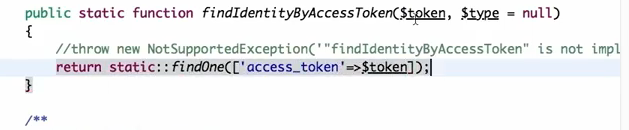 public static function findIdentityByAccessToken($token, $type = null)
{
//throw new NotSupportedException('"findIdentityByAccessToken" is not impl
return static::findOne(['access_token'=>$token]);
}
/**